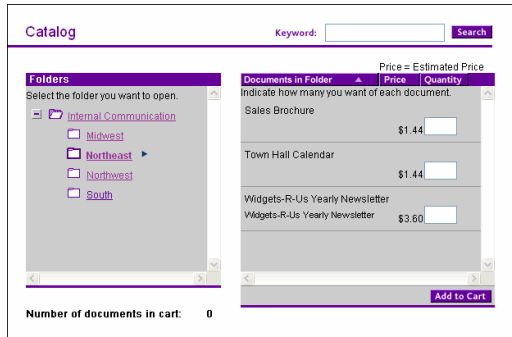 Catalog
Keyword:
Search
Price = Estimated Price
Folders
Select the folder you want to open.
Internal Communication
Midwest
Northeast
Northwest
South
Documents in Folder Price Quantity
Indicate how many you want of each document.
Sales Brochure
$1.44
Town Hall Calendar
$1.44
Widgets-R-Us Yearly Newsletter
Widgets-R-Us Yearly Newsletter
$3.60
Add to Cart
Number of documents in cart: 0